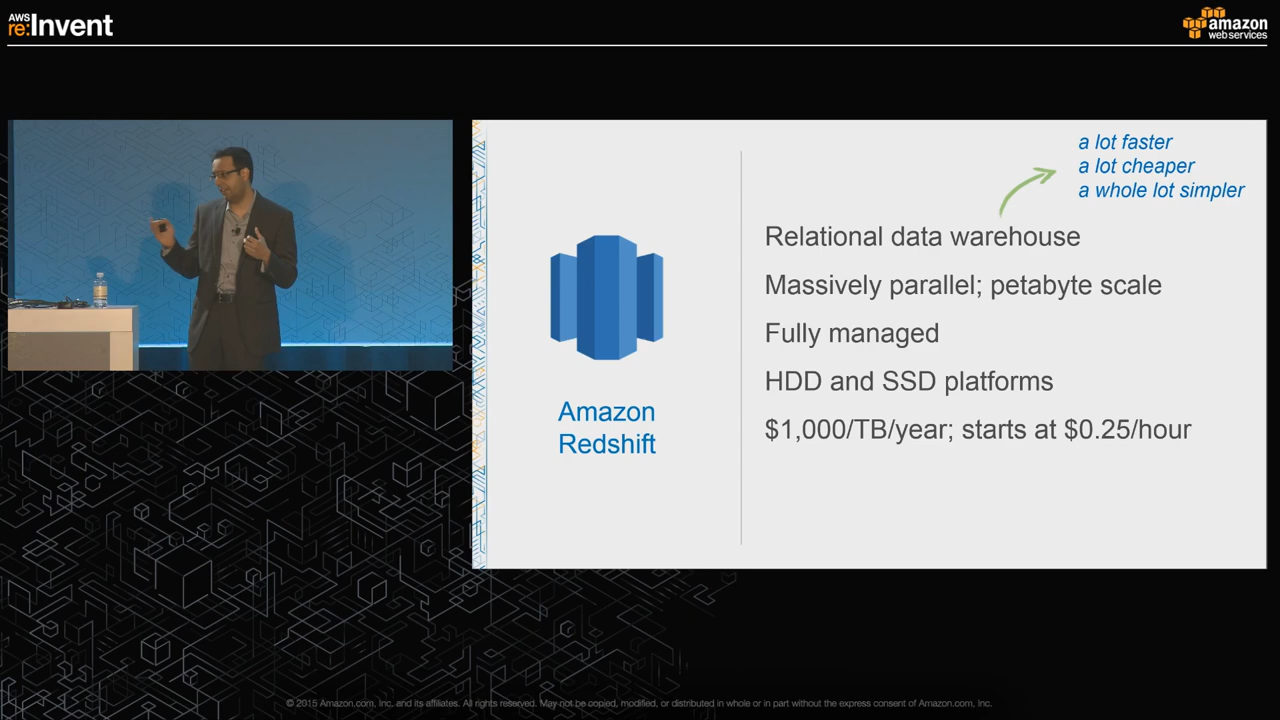 AWS
re:Invent
amazon
web services
a lot faster
a lot cheaper
a whole lot simpler
Relational data warehouse
Massively parallel; petabyte scale
Fully managed
HDD and SSD platforms
$1,000/TB/year; starts at $0.25/hour
Amazon
Redshift
© 2015 Amazon.com, Inc. and its affiliates. All rights reserved. May not be copied, modified, or distributed in whole or in part without the express consent of Amazon.com, Inc.